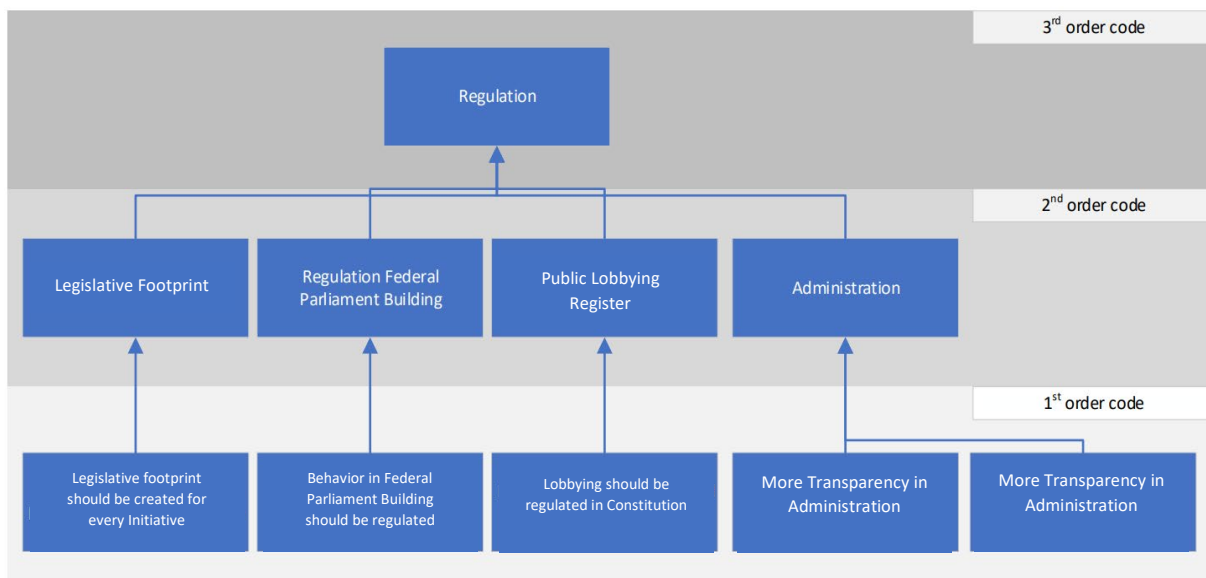 3rd order code
Regulation
2nd order code
Legislative Footprint
Regulation Federal
Parliament Building
Public Lobbying
Register
Administration
1st order code
Legislative footprint
should be created for
every Initiative
Behavior in Federal
Parliament Building
should be regulated
Lobbying should be
regulated in Constitution
More Transparency in
Administration
More Transparency in
Administration